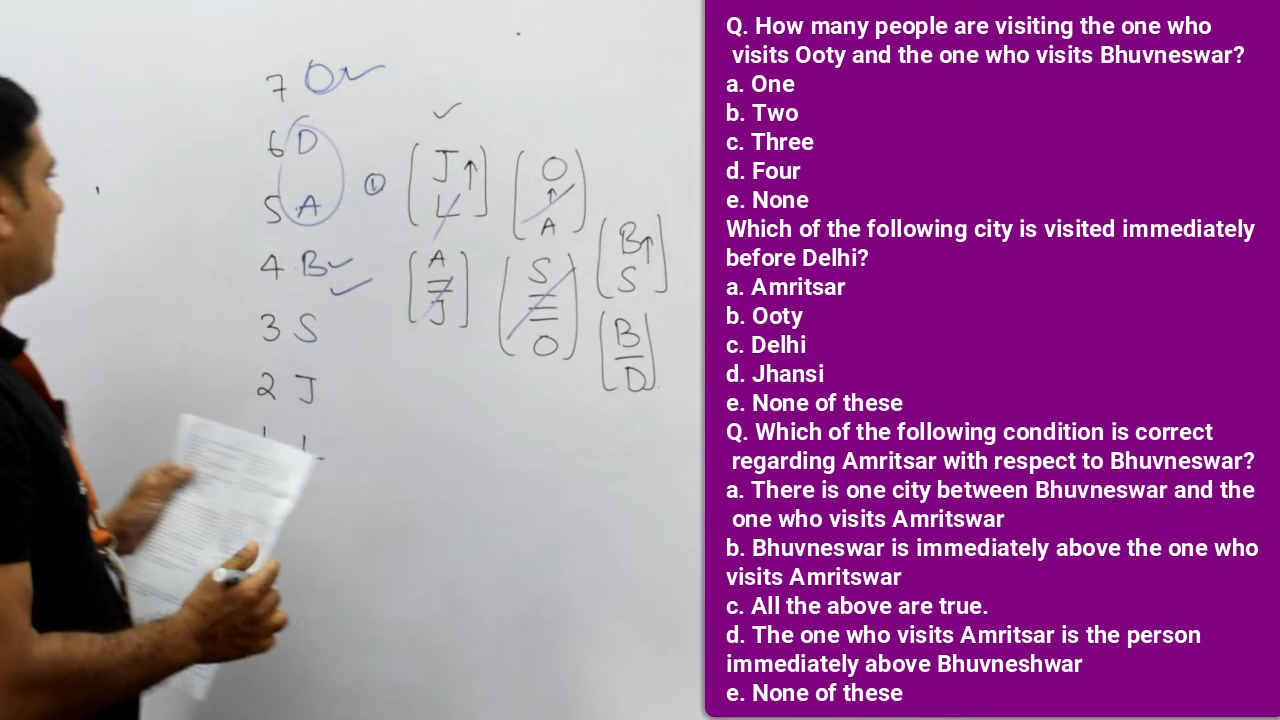 7 O
6 D
5 A
4 B
3 S
2 J
1 L
①
J ↑
L
O
↑
A
B ↑
S
A
J
S
O
B
D
Q. How many people are visiting the one who
visits Ooty and the one who visits Bhuvneswar?
a. One
b. Two
c. Three
d. Four
e. None
Which of the following city is visited immediately
before Delhi?
a. Amritsar
b. Ooty
c. Delhi
d. Jhansi
e. None of these
Q. Which of the following condition is correct
regarding Amritsar with respect to Bhuvneswar?
a. There is one city between Bhuvneswar and the
one who visits Amritswar
b. Bhuvneswar is immediately above the one who
visits Amritswar
c. All the above are true.
d. The one who visits Amritsar is the person
immediately above Bhuvneshwar
e. None of these